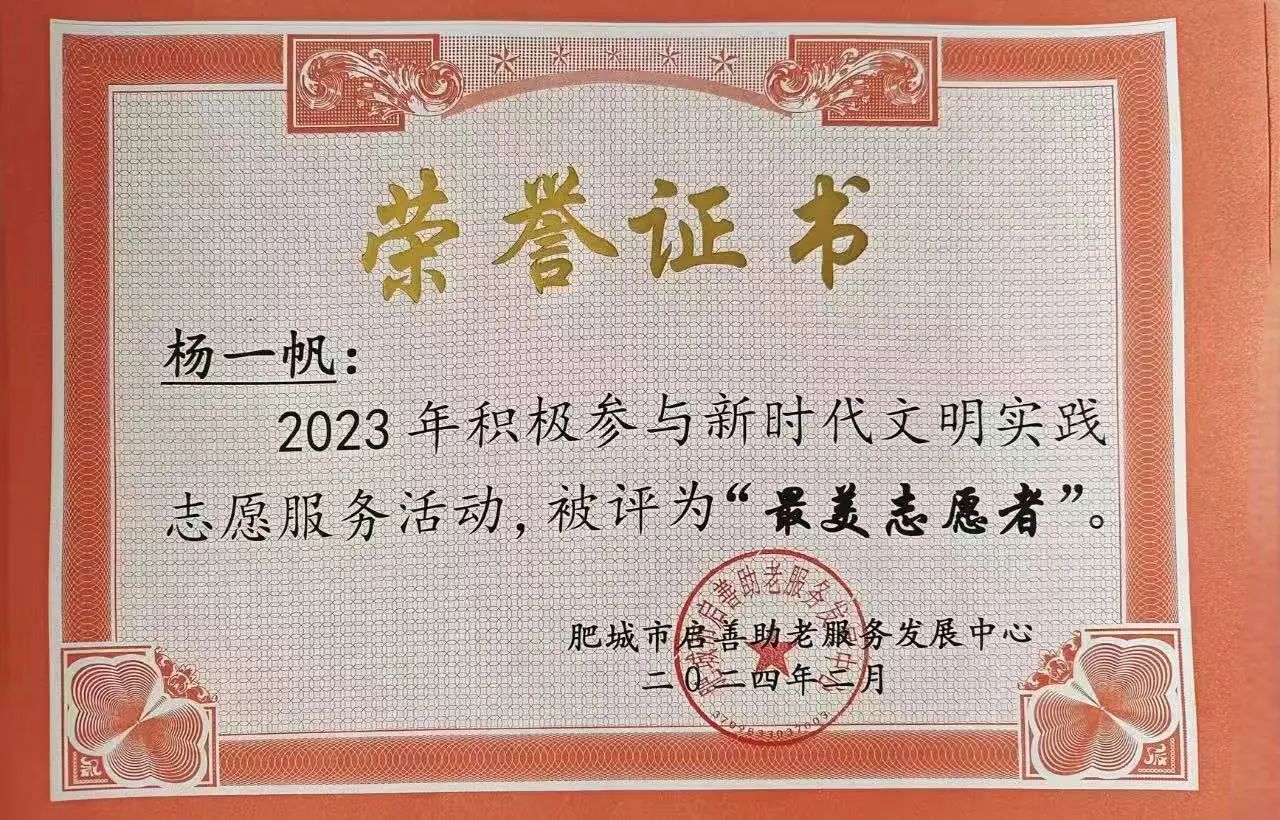 荣誉证书
杨一帆：
2023年积极参与新时代文明实践
志愿服务活动，被评为“最美志愿者”。
肥城市启善助老服务发展中心
二〇二四年二月